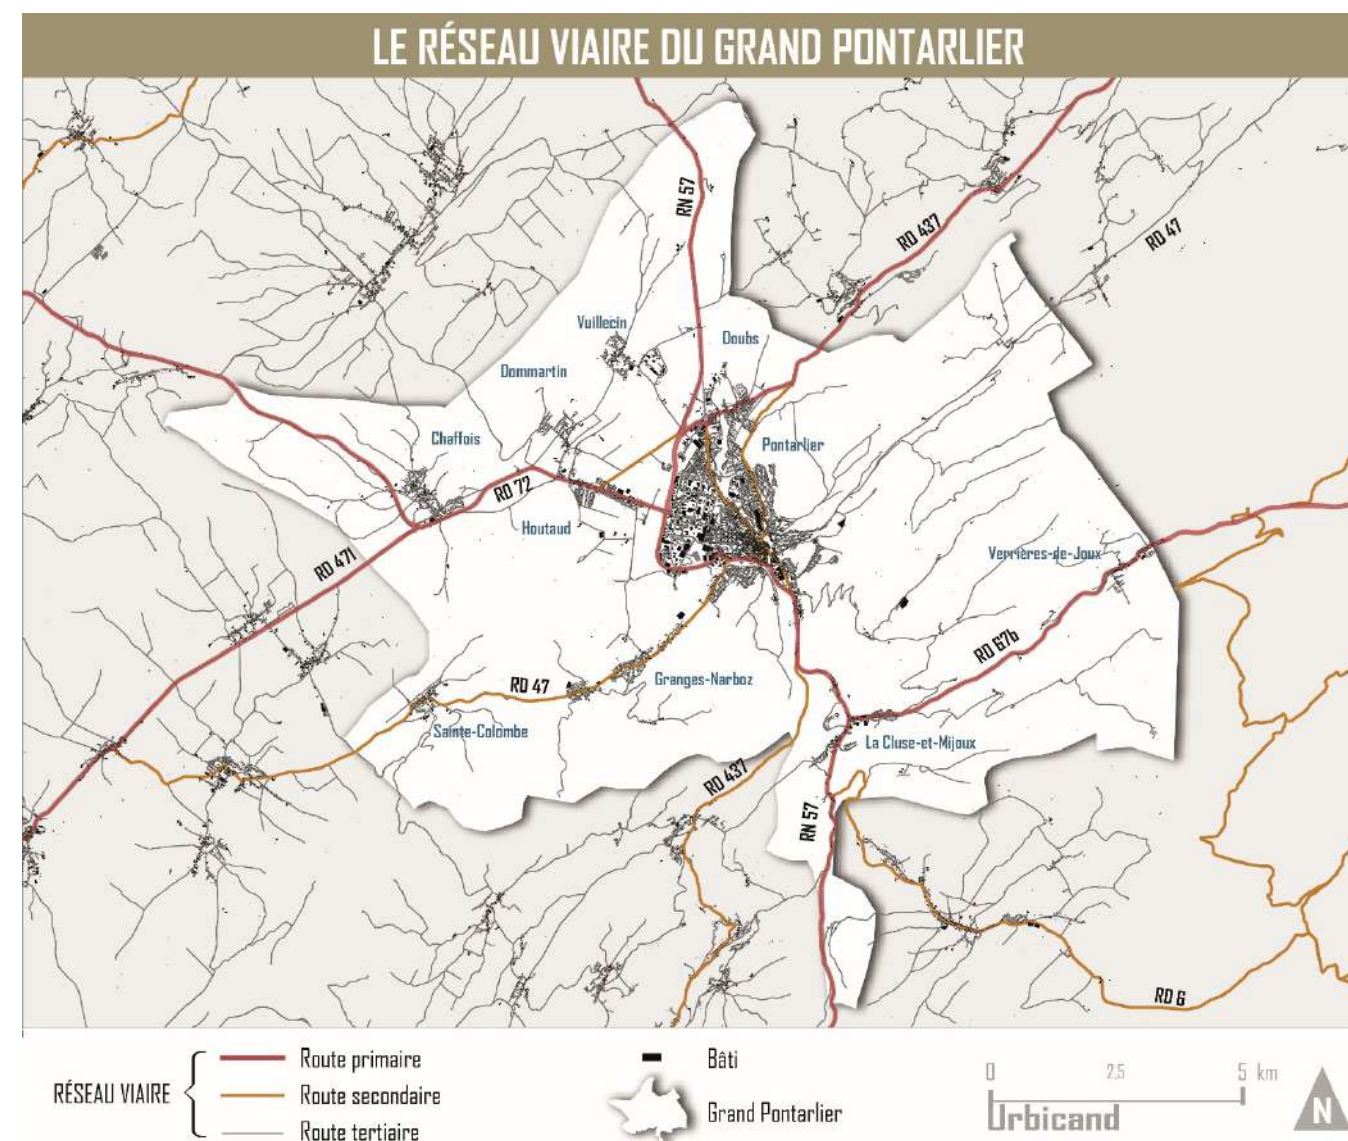 LE RÉSEAU VIAIRE DU GRAND PONTARLIER
RN 57
RD 437
RD 47
Vuillecin
Doubs
Dommartin
Chaffois
Pontarlier
RD 72
Houtaud
Verrières-de-Joux
RD 471
RD 67b
RD 47
Granges-Narboz
Sainte-Colombe
La Cluse-et-Mijoux
RD 437
RN 57
RD 6
RÉSEAU VIAIRE
Route primaire
Route secondaire
Route tertiaire
Bâti
Grand Pontarlier
0 2,5 5 km
Urbicand
N